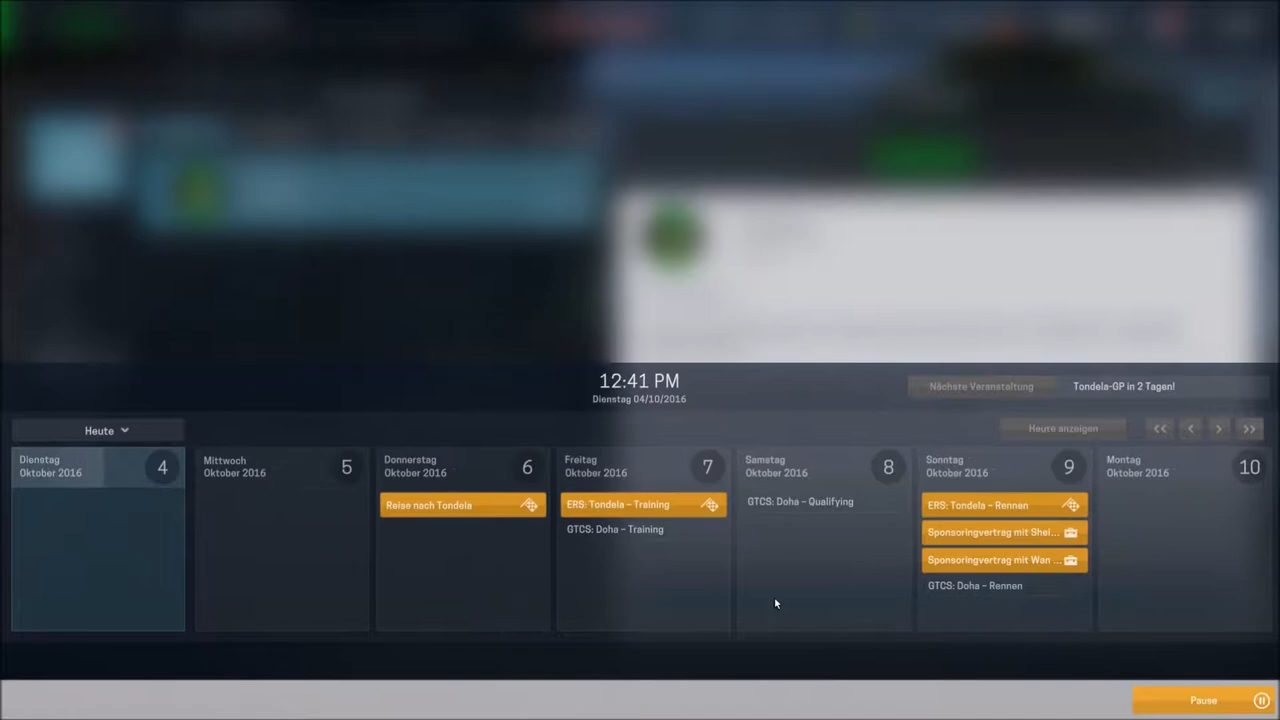 12:41 PM
Dienstag 04/10/2016
Nächste Veranstaltung
Tondela-GP in 2 Tagen!
Heute
Heute anzeigen
Dienstag
Oktober 2016
4
Mittwoch
Oktober 2016
5
Donnerstag
Oktober 2016
6
Reise nach Tondela
Freitag
Oktober 2016
7
ERS: Tondela – Training
GTCS: Doha – Training
Samstag
Oktober 2016
8
GTCS: Doha – Qualifying
Sonntag
Oktober 2016
9
ERS: Tondela – Rennen
Sponsoringvertrag mit Shei...
Sponsoringvertrag mit Wan ...
GTCS: Doha – Rennen
Montag
Oktober 2016
10
Pause